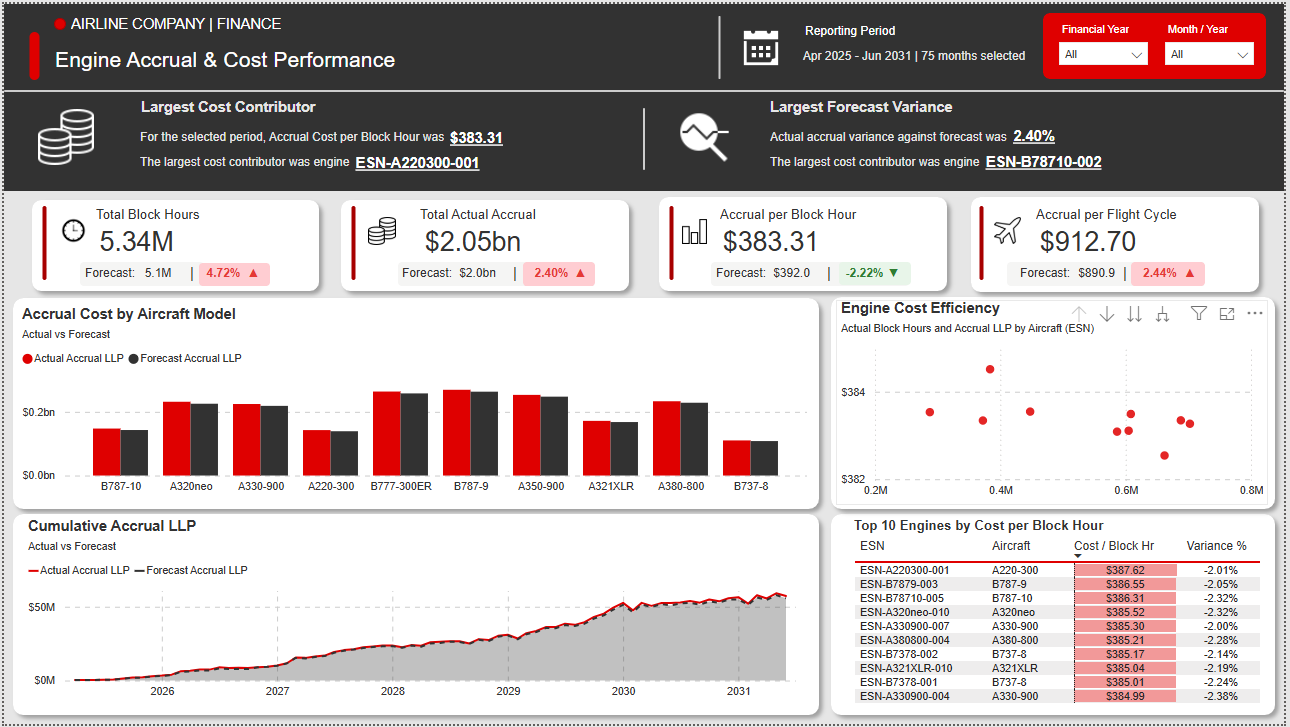 AIRLINE COMPANY | FINANCE
Engine Accrual & Cost Performance
Reporting Period
Apr 2025 - Jun 2031 | 75 months selected
Financial Year
All
Month / Year
All
Largest Cost Contributor
For the selected period, Accrual Cost per Block Hour was $383.31
The largest cost contributor was engine ESN-A220300-001
Largest Forecast Variance
Actual accrual variance against forecast was 2.40%
The largest cost contributor was engine ESN-B78710-002
Total Block Hours
5.34M
Forecast: 5.1M | 4.72% ▲
Total Actual Accrual
$2.05bn
Forecast: $2.0bn | 2.40% ▲
Accrual per Block Hour
$383.31
Forecast: $392.0 | -2.22% ▼
Accrual per Flight Cycle
$912.70
Forecast: $890.9 | 2.44% ▲
Accrual Cost by Aircraft Model
Actual vs Forecast
Actual Accrual LLP Forecast Accrual LLP
$0.2bn
$0.0bn
B787-10 A320neo A330-900 A220-300 B777-300ER B787-9 A350-900 A321XLR A380-800 B737-8
Engine Cost Efficiency
Actual Block Hours and Accrual LLP by Aircraft (ESN)
$384
$382
0.2M 0.4M 0.6M 0.8M
Cumulative Accrual LLP
Actual vs Forecast
Actual Accrual LLP Forecast Accrual LLP
$50M
$0M
2026 2027 2028 2029 2030 2031
Top 10 Engines by Cost per Block Hour
ESN Aircraft Cost / Block Hr Variance %
ESN-A220300-001 A220-300 $387.62 -2.01%
ESN-B7879-003 B787-9 $386.55 -2.05%
ESN-B78710-005 B787-10 $386.31 -2.32%
ESN-A320neo-010 A320neo $385.52 -2.32%
ESN-A330900-007 A330-900 $385.30 -2.00%
ESN-A380800-004 A380-800 $385.21 -2.28%
ESN-B7378-002 B737-8 $385.17 -2.14%
ESN-A321XLR-010 A321XLR $385.04 -2.19%
ESN-B7378-001 B737-8 $385.01 -2.24%
ESN-A330900-004 A330-900 $384.99 -2.38%